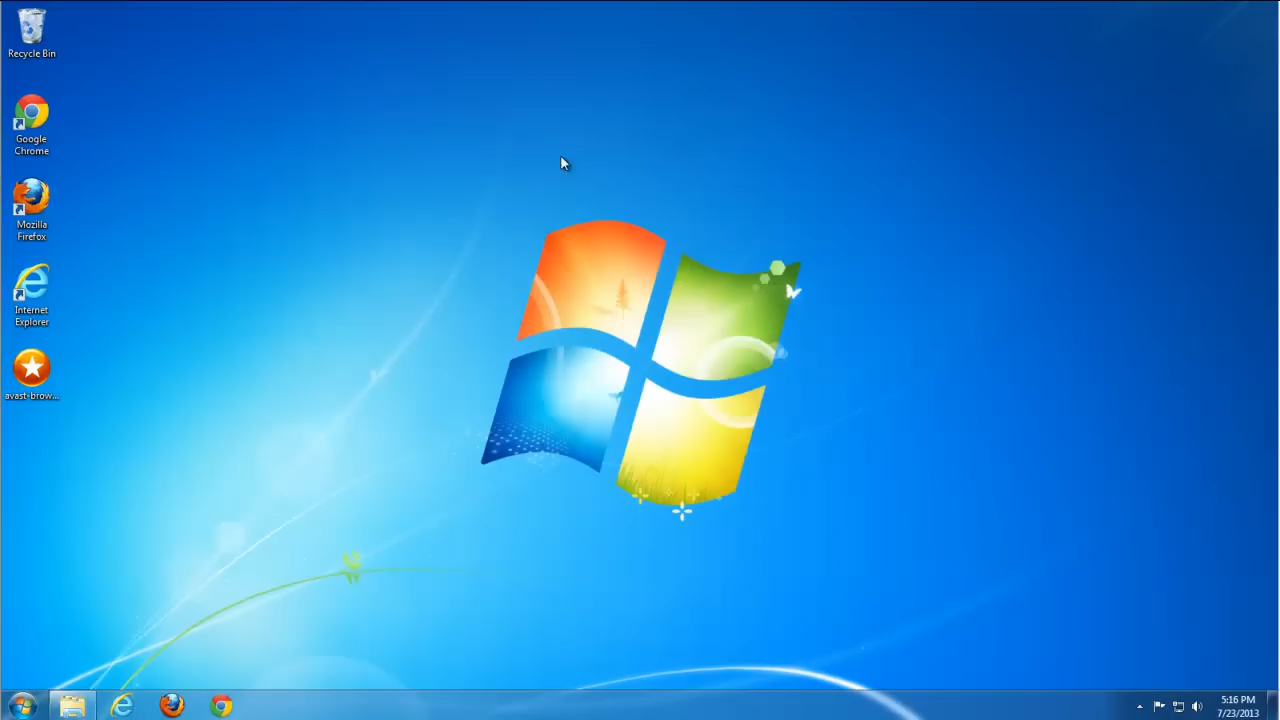 Recycle Bin
Google
Chrome
Mozilla
Firefox
Internet
Explorer
avast-brow...
5:16 PM
7/23/2013